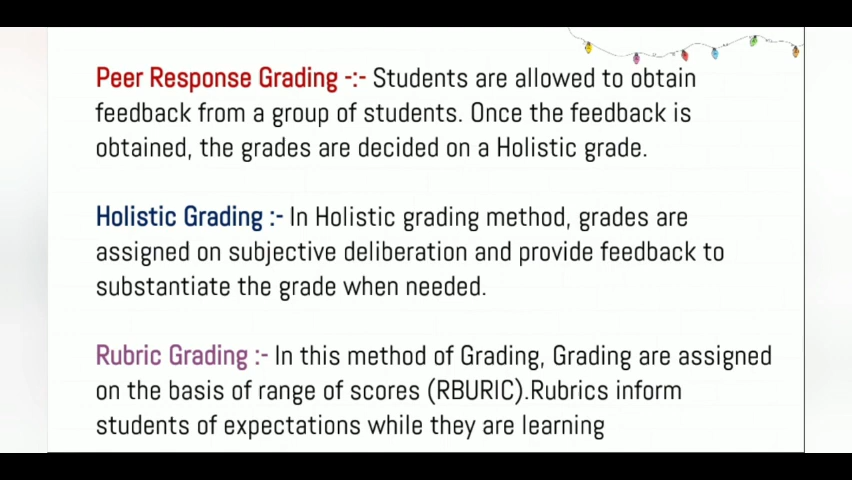 Peer Response Grading -:- Students are allowed to obtain
feedback from a group of students. Once the feedback is
obtained, the grades are decided on a Holistic grade.
Holistic Grading :- In Holistic grading method, grades are
assigned on subjective deliberation and provide feedback to
substantiate the grade when needed.
Rubric Grading :- In this method of Grading, Grading are assigned
on the basis of range of scores (RBURIC).Rubrics inform
students of expectations while they are learning